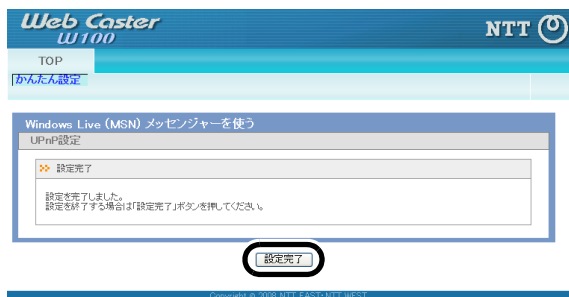 Web Caster
W100
NTT
TOP
かんたん設定
Windows Live (MSN) メッセンジャーを使う
UPnP設定
設定完了
設定を完了しました。
設定を終了する場合は「設定完了」ボタンを押してください。
設定完了
Copyright © 2008 NTT EAST・NTT WEST